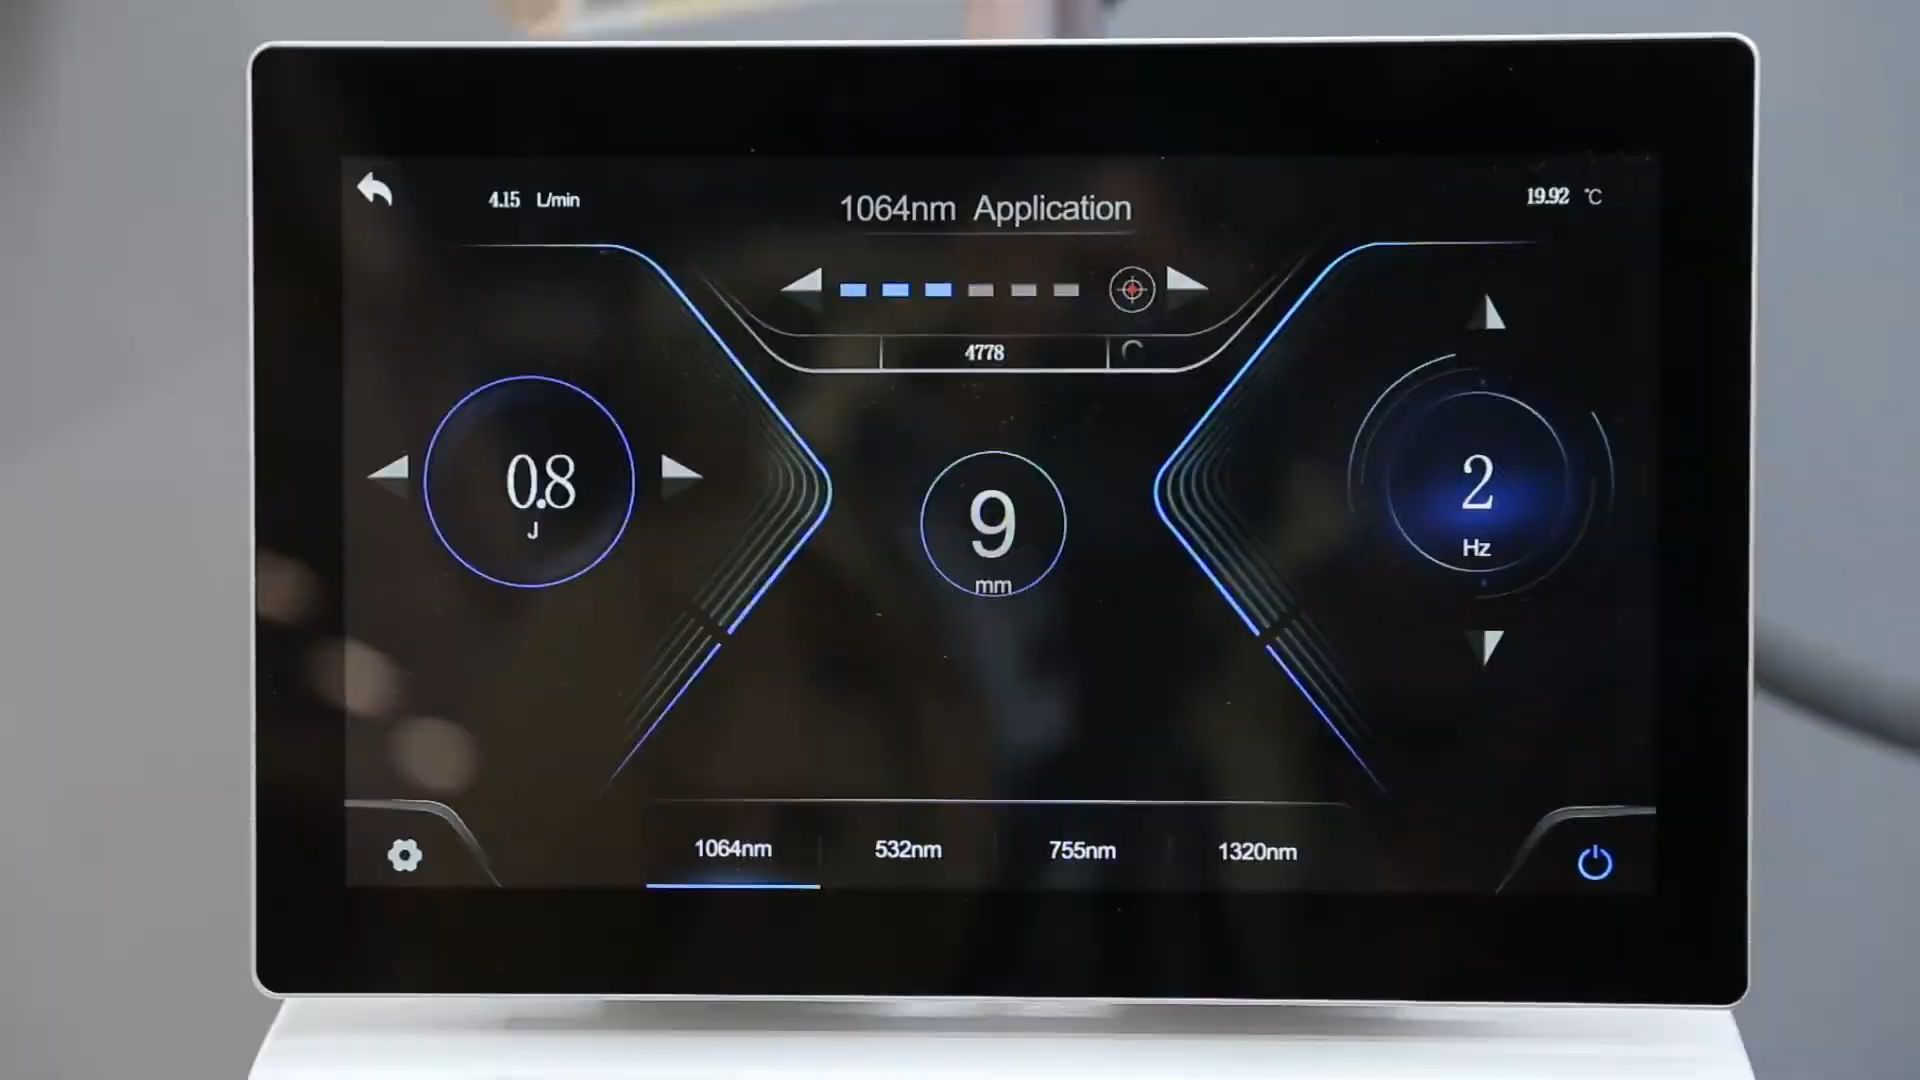 4.15 L/min
1064nm Application
19.92 ℃
4778
0.8
J
9
mm
2
Hz
1064nm
532nm
755nm
1320nm